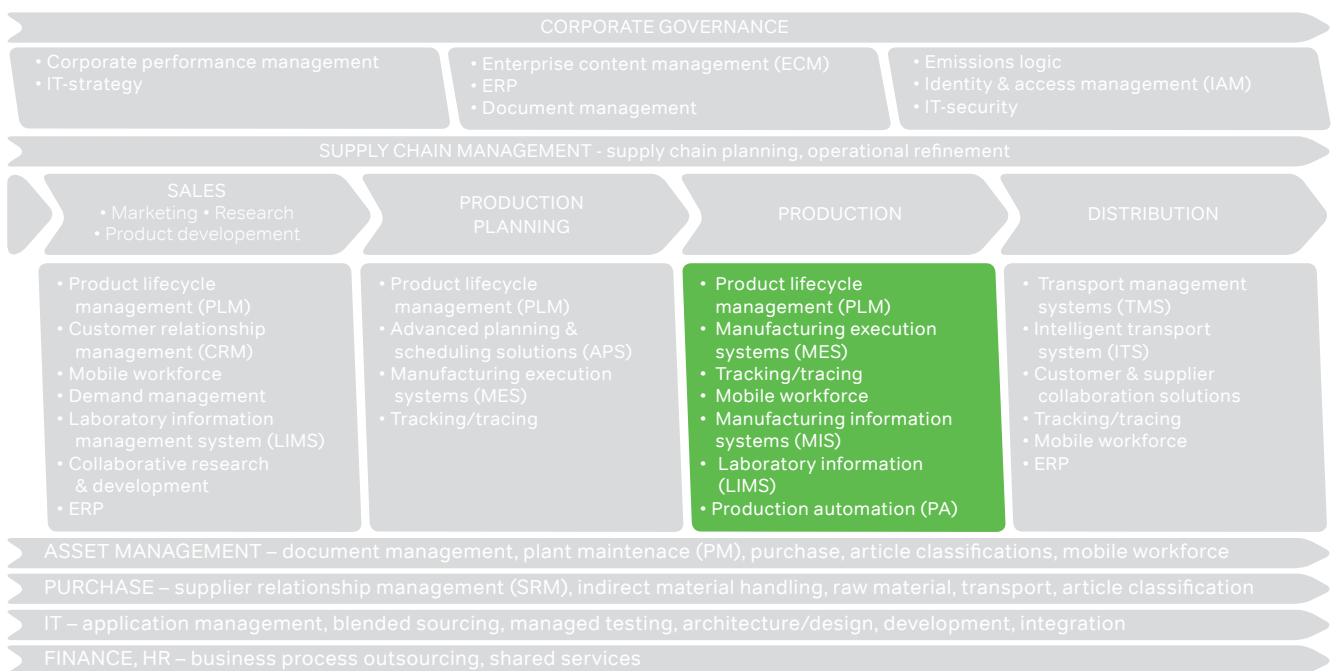 CORPORATE GOVERNANCE
• Corporate performance management
• IT-strategy
• Enterprise content management (ECM)
• ERP
• Document management
• Emissions logic
• Identity & access management (IAM)
• IT-security
SUPPLY CHAIN MANAGEMENT - supply chain planning, operational refinement
SALES
• Marketing • Research
• Product developement
PRODUCTION
PLANNING
PRODUCTION
DISTRIBUTION
• Product lifecycle
management (PLM)
• Customer relationship
management (CRM)
• Mobile workforce
• Demand management
• Laboratory information
management system (LIMS)
• Collaborative research
& development
• ERP
• Product lifecycle
management (PLM)
• Advanced planning &
scheduling solutions (APS)
• Manufacturing execution
systems (MES)
• Tracking/tracing
• Product lifecycle
management (PLM)
• Manufacturing execution
systems (MES)
• Tracking/tracing
• Mobile workforce
• Manufacturing information
systems (MIS)
• Laboratory information
(LIMS)
• Production automation (PA)
• Transport management
systems (TMS)
• Intelligent transport
system (ITS)
• Customer & supplier
collaboration solutions
• Tracking/tracing
• Mobile workforce
• ERP
ASSET MANAGEMENT – document management, plant maintenace (PM), purchase, article classifications, mobile workforce
PURCHASE – supplier relationship management (SRM), indirect material handling, raw material, transport, article classification
IT – application management, blended sourcing, managed testing, architecture/design, development, integration
FINANCE, HR – business process outsourcing, shared services